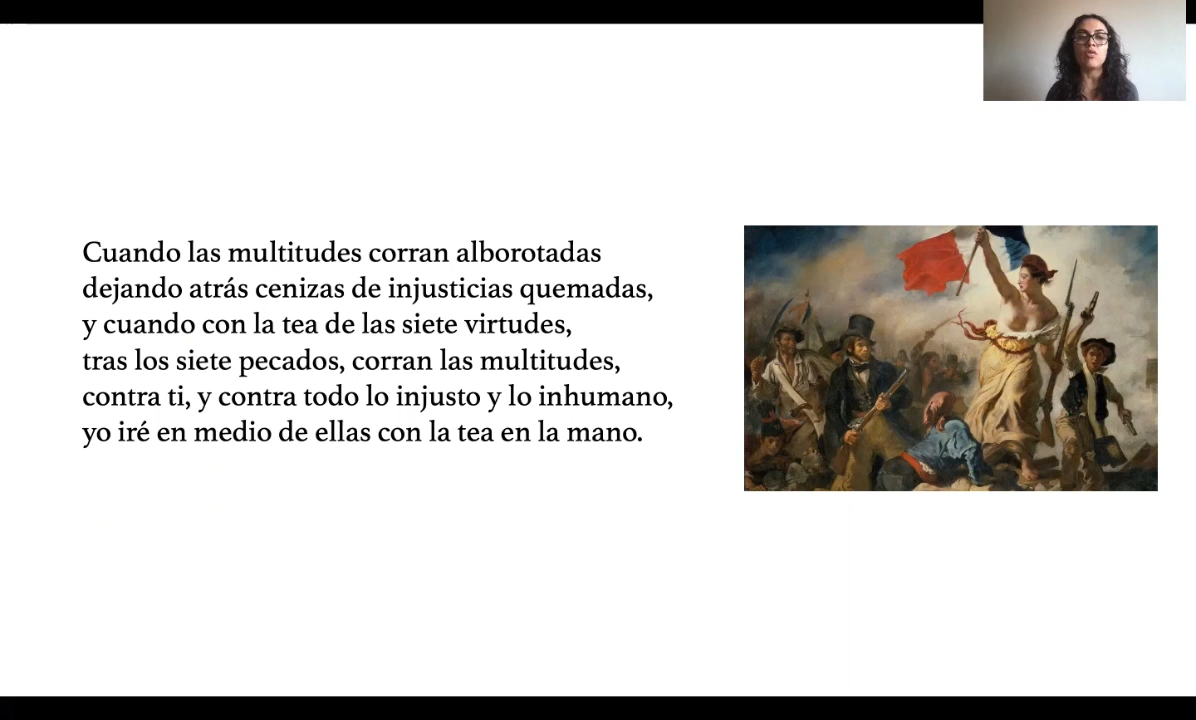 Cuando las multitudes corran alborotadas
dejando atrás cenizas de injusticias quemadas,
y cuando con la tea de las siete virtudes,
tras los siete pecados, corran las multitudes,
contra ti, y contra todo lo injusto y lo inhumano,
yo iré en medio de ellas con la tea en la mano.